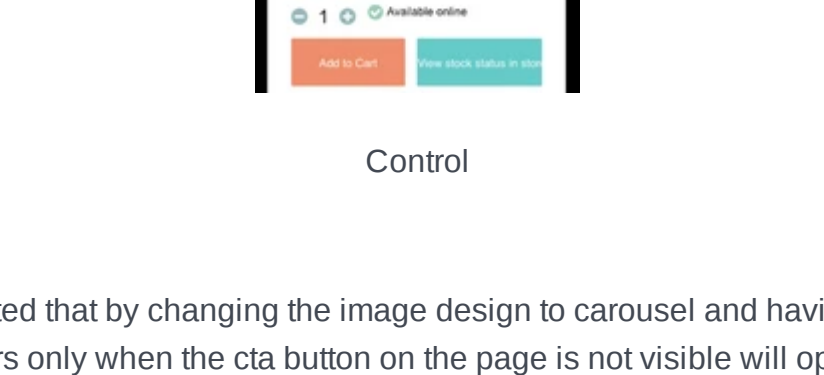 1 Available online
Add to Cart View stock status in stor
Control
ted that by changing the image design to carousel and havi
rs only when the cta button on the page is not visible will op